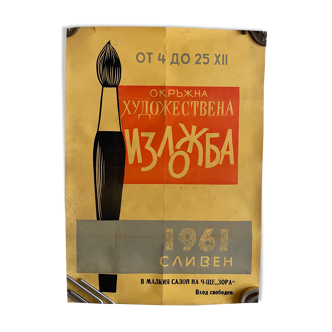 ОТ 4 ДО 25 XII
ОКРЪЖНА
ХУДОЖЕСТВЕНА
ИЗЛОЖБА
1961
СЛИВЕН
В МАЛКИЯ САЛОН НА Ч-ЩЕ „ЗОРА"
Вход свободен.